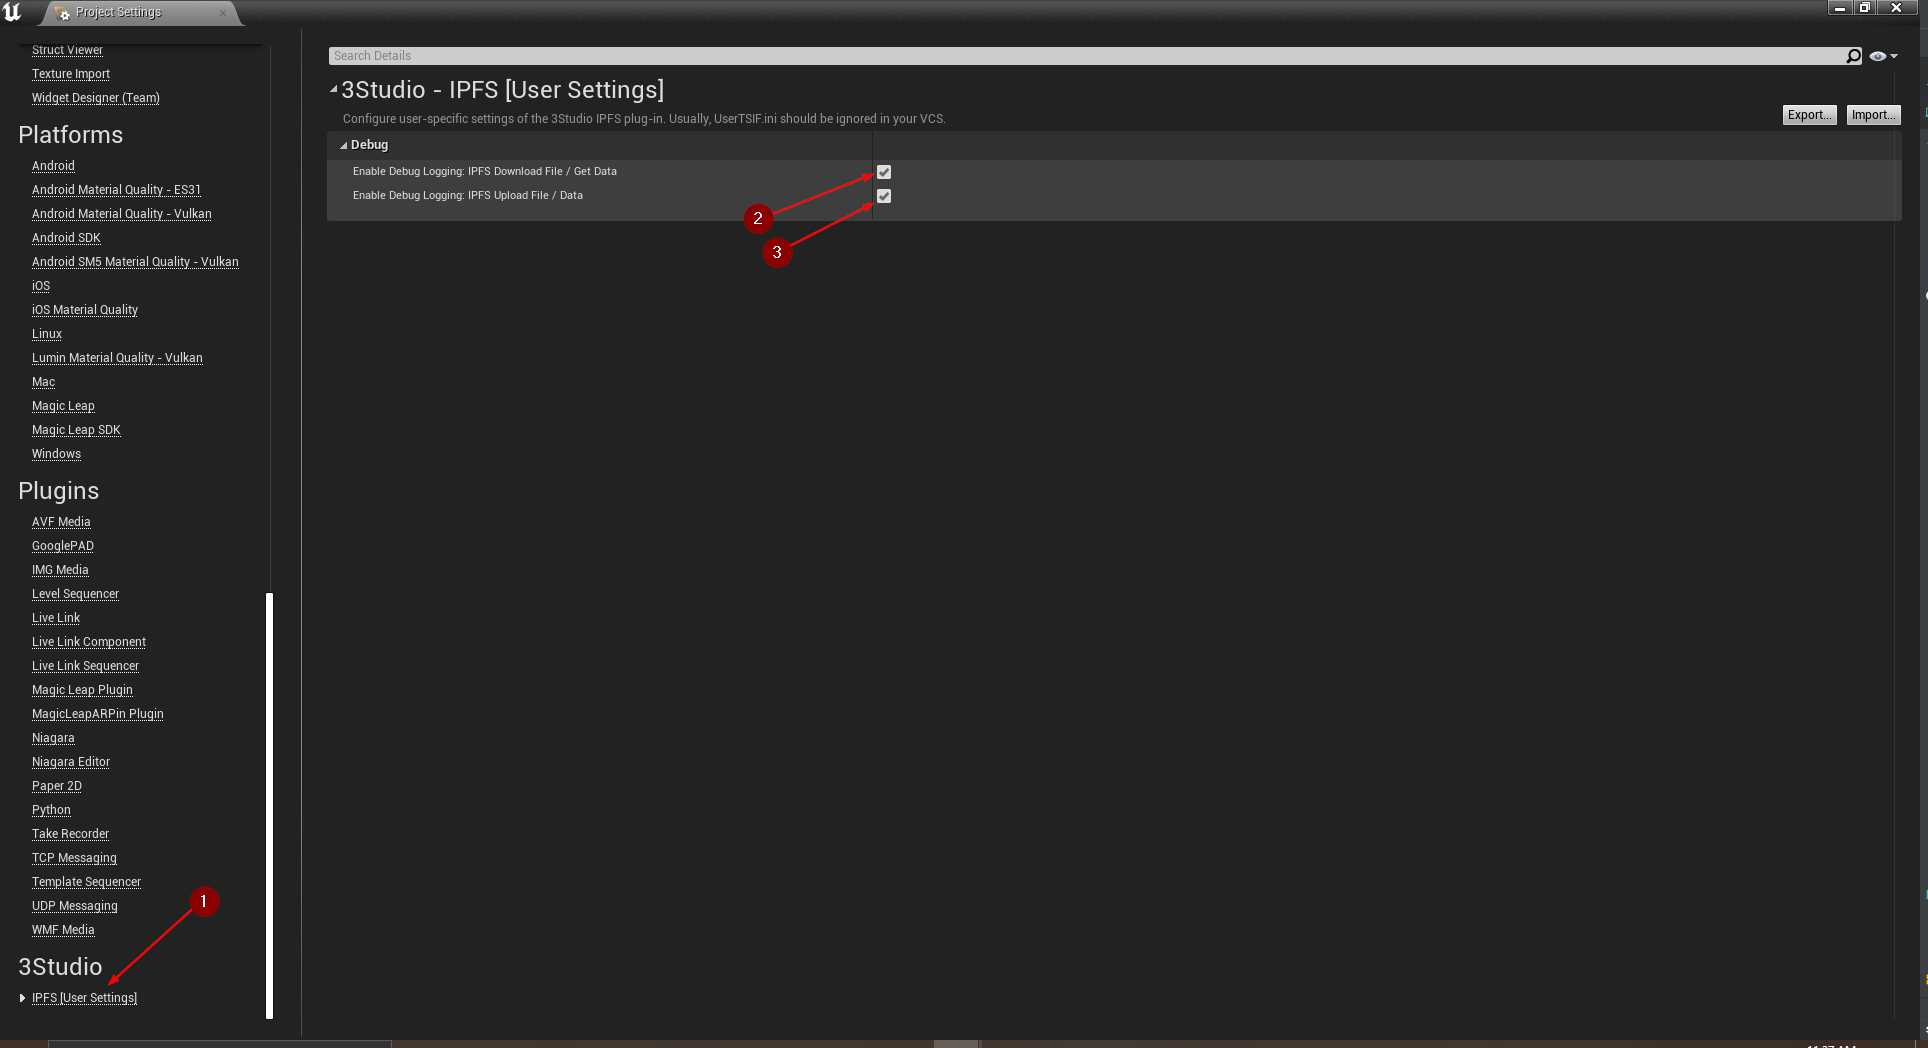 Project Settings
Struct Viewer
Texture Import
Widget Designer (Team)
Platforms
Android
Android Material Quality - ES31
Android Material Quality - Vulkan
Android SDK
Android SM5 Material Quality - Vulkan
iOS
iOS Material Quality
Linux
Lumin Material Quality - Vulkan
Mac
Magic Leap
Magic Leap SDK
Windows
Plugins
AVF Media
GooglePAD
IMG Media
Level Sequencer
Live Link
Live Link Component
Live Link Sequencer
Magic Leap Plugin
MagicLeapARPin Plugin
Niagara
Niagara Editor
Paper 2D
Python
Take Recorder
TCP Messaging
Template Sequencer
UDP Messaging
WMF Media
1
3Studio
IPFS [User Settings]
Search Details
3Studio - IPFS [User Settings]
Configure user-specific settings of the 3Studio IPFS plug-in. Usually, UserTSIF.ini should be ignored in your VCS.
Export...
Import...
Debug
Enable Debug Logging: IPFS Download File / Get Data
Enable Debug Logging: IPFS Upload File / Data
2
3